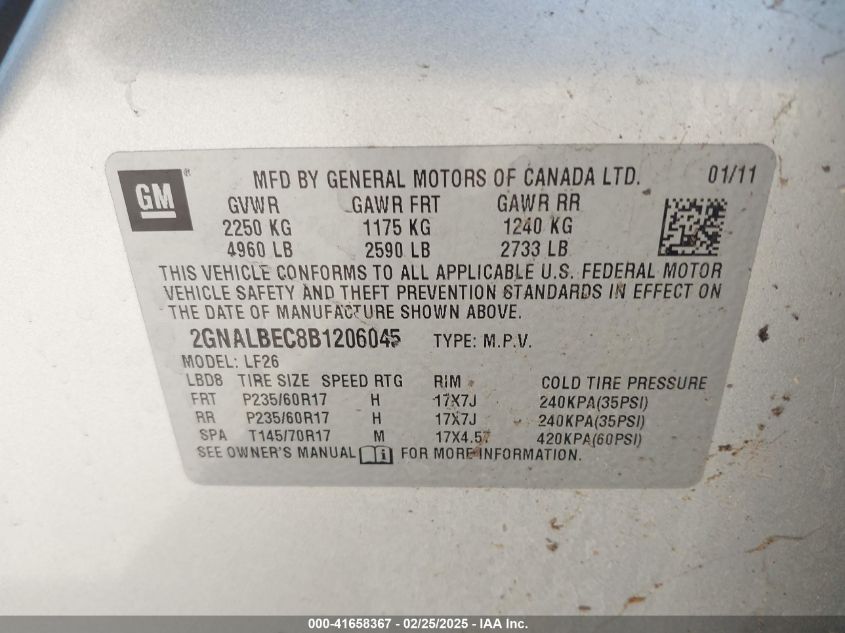 GM ® MFD BY GENERAL MOTORS OF CANADA LTD. 01/11
GVWR GAWR FRT GAWR RR
2250 KG 1175 KG 1240 KG
4960 LB 2590 LB 2733 LB
THIS VEHICLE CONFORMS TO ALL APPLICABLE U.S. FEDERAL MOTOR
VEHICLE SAFETY AND THEFT PREVENTION STANDARDS IN EFFECT ON
THE DATE OF MANUFACTURE SHOWN ABOVE.
2GNALBEC8B1206045 TYPE: M.P.V.
MODEL: LF26
LBD8 TIRE SIZE SPEED RTG RIM COLD TIRE PRESSURE
FRT P235/60R17 H 17X7J 240KPA(35PSI)
RR P235/60R17 H 17X7J 240KPA(35PSI)
SPA T145/70R17 M 17X4.5T 420KPA(60PSI)
SEE OWNER'S MANUAL i FOR MORE INFORMATION.
000-41658367 - 02/25/2025 - IAA Inc.